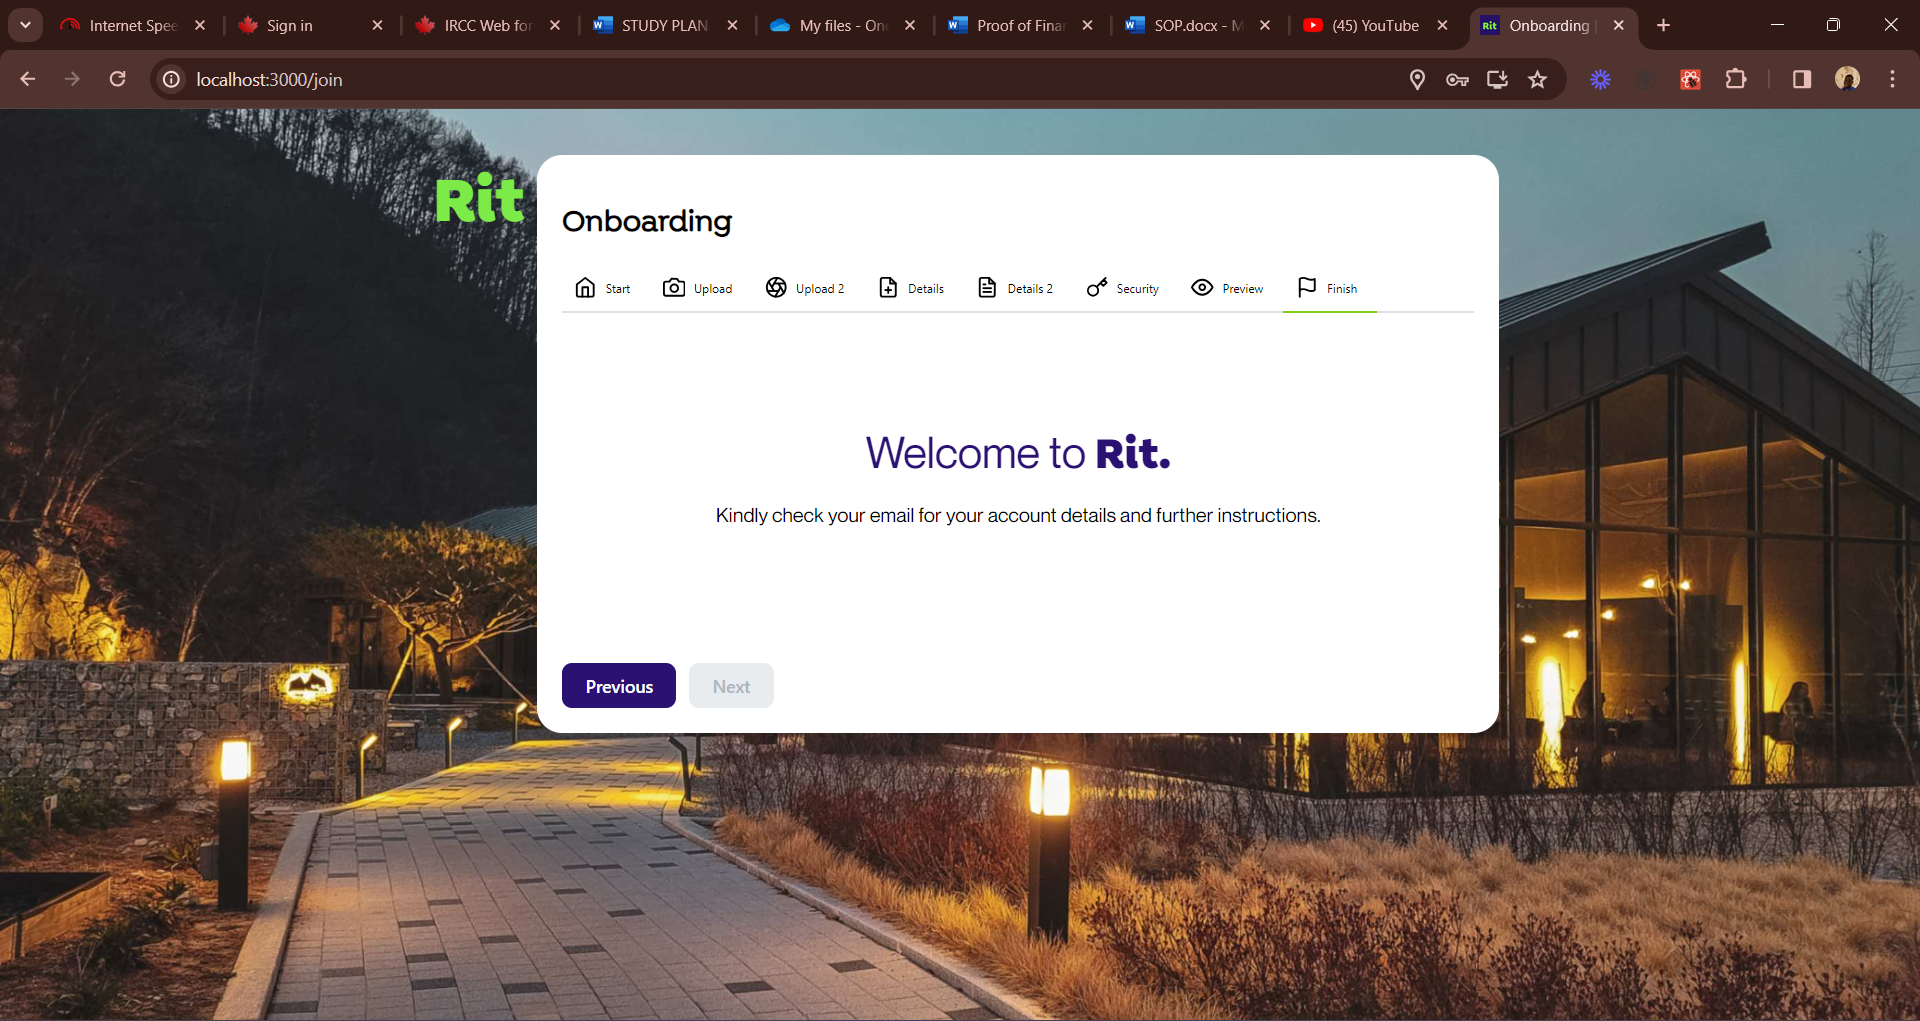 Internet Spee
Sign in
IRCC Web for
STUDY PLAN
My files - On
Proof of Finan
SOP.docx - M
(45) YouTube
Rit
Onboarding |
localhost:3000/join
Rit
Onboarding
Start
Upload
Upload 2
Details
Details 2
Security
Preview
Finish
Welcome to Rit.
Kindly check your email for your account details and further instructions.
Previous
Next